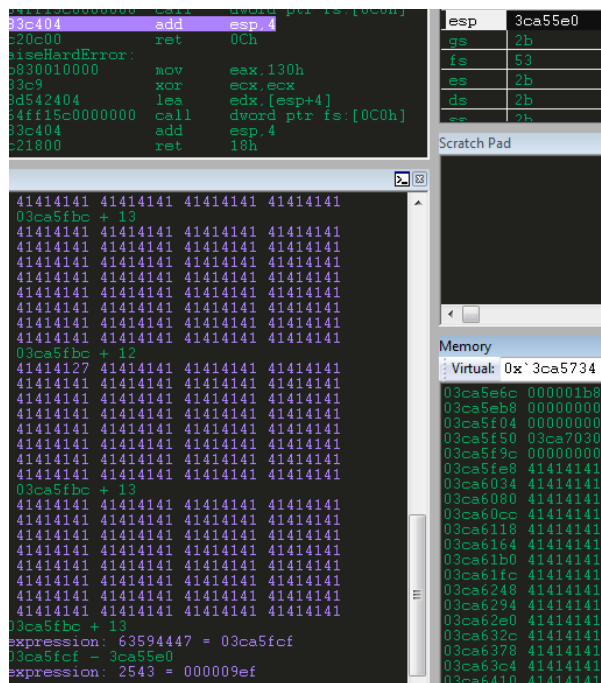 4ff15c0000000 call dword ptr fs:[0C0h]
83c404 add esp,4
c20c00 ret 0Ch
aiseHardError:
b830010000 mov eax,130h
33c9 xor ecx,ecx
8d542404 lea edx,[esp+4]
64ff15c0000000 call dword ptr fs:[0C0h]
83c404 add esp,4
c21800 ret 18h
41414141 41414141 41414141 41414141
03ca5fbc + 13
41414141 41414141 41414141 41414141
41414141 41414141 41414141 41414141
41414141 41414141 41414141 41414141
41414141 41414141 41414141 41414141
41414141 41414141 41414141 41414141
41414141 41414141 41414141 41414141
41414141 41414141 41414141 41414141
41414141 41414141 41414141 41414141
03ca5fbc + 12
41414127 41414141 41414141 41414141
41414141 41414141 41414141 41414141
41414141 41414141 41414141 41414141
41414141 41414141 41414141 41414141
41414141 41414141 41414141 41414141
41414141 41414141 41414141 41414141
41414141 41414141 41414141 41414141
41414141 41414141 41414141 41414141
03ca5fbc + 13
41414141 41414141 41414141 41414141
41414141 41414141 41414141 41414141
41414141 41414141 41414141 41414141
41414141 41414141 41414141 41414141
41414141 41414141 41414141 41414141
41414141 41414141 41414141 41414141
41414141 41414141 41414141 41414141
41414141 41414141 41414141 41414141
03ca5fbc + 13
expression: 63594447 = 03ca5fcf
03ca5fcf - 3ca55e0
expression: 2543 = 000009ef
esp 3ca55e0
gs 2b
fs 53
es 2b
ds 2b
ss 2b
Scratch Pad
Memory
Virtual: 0x`3ca5734
03ca5e6c 000001b8
03ca5eb8 00000000
03ca5f04 00000000
03ca5f50 03ca7030
03ca5f9c 00000000
03ca5fe8 41414141
03ca6034 41414141
03ca6080 41414141
03ca60cc 41414141
03ca6118 41414141
03ca6164 41414141
03ca61b0 41414141
03ca61fc 41414141
03ca6248 41414141
03ca6294 41414141
03ca62e0 41414141
03ca632c 41414141
03ca6378 41414141
03ca63c4 41414141
03ca6410 41414141